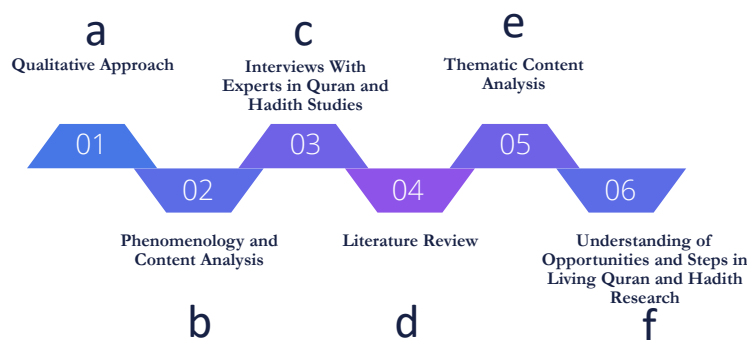 a
Qualitative Approach
c
Interviews With
Experts in Quran and
Hadith Studies
e
Thematic Content
Analysis
01
02
03
04
05
06
Phenomenology and
Content Analysis
b
Literature Review
d
Understanding of
Opportunities and Steps in
Living Quran and Hadith
Research
f